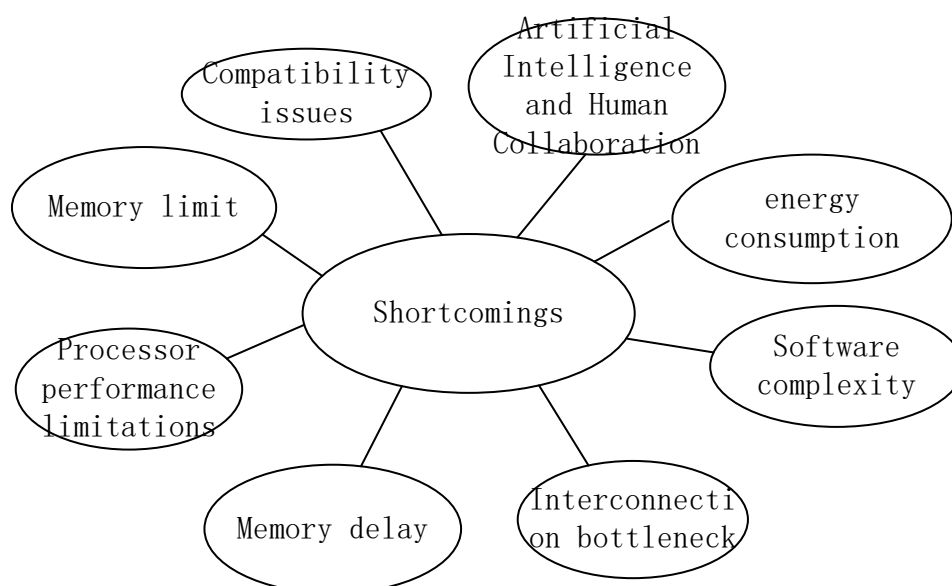 Artificial
Intelligence
and Human
Collaboration
Compatibility
issues
Memory limit
energy
consumption
Shortcomings
Processor
performance
limitations
Software
complexity
Memory delay
Interconnecti
on bottleneck